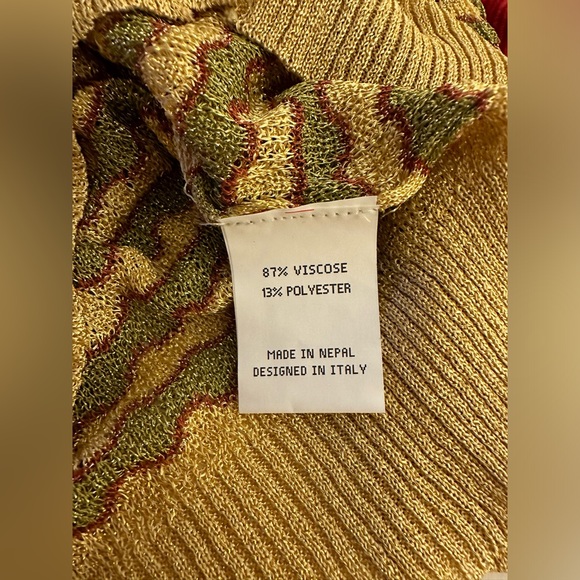 87% VISCOSE
13% POLYESTER
MADE IN NEPAL
DESIGNED IN ITALY